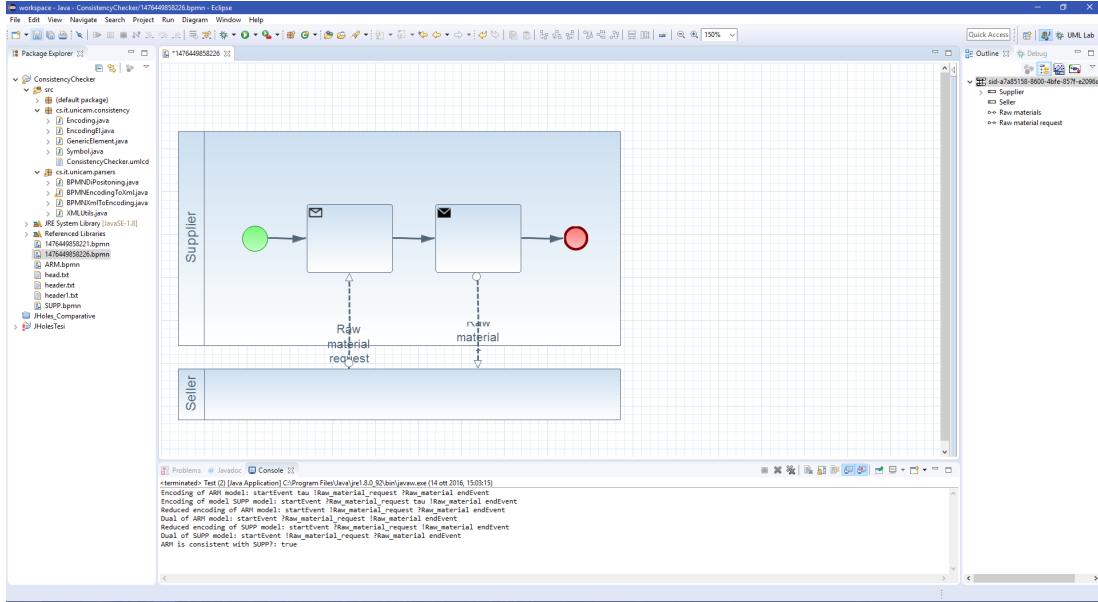 workspace - Java - ConsistencyChecker/1476449858226.bpmn - Eclipse
File Edit View Navigate Search Project Run Diagram Window Help
150%
Quick Access
UML Lab
Package Explorer
*1476449858226
Outline
Debug
ConsistencyChecker
src
(default package)
cs.it.unicam.consistency
Encoding.java
EncodingEl.java
GenericElement.java
Symbol.java
ConsistencyChecker.umlcd
cs.it.unicam.parsers
BPMNDiPositoning.java
BPMNEncodingToXml.java
BPMNXmlToEncoding.java
XMLUtils.java
JRE System Library [JavaSE-1.8]
Referenced Libraries
1476449858221.bpmn
1476449858226.bpmn
ARM.bpmn
head.txt
header.txt
header1.txt
SUPP.bpmn
JHoles_Comparative
JHolesTesi
Supplier
Raw
material
request
Raw
material
Seller
sid-a7a85158-8600-4bfe-857f-e2096c
Supplier
Seller
Raw materials
Raw material request
Problems
Javadoc
Console
<terminated> Test (2) [Java Application] C:\Program Files\Java\jre1.8.0_92\bin\javaw.exe (14 ott 2016, 15:03:15)
Encoding of ARM model: startEvent tau !Raw_material_request ?Raw_material endEvent
Encoding of model SUPP model: startEvent ?Raw_material_request tau !Raw_material endEvent
Reduced encoding of ARM model: startEvent !Raw_material_request ?Raw_material endEvent
Dual of ARM model: startEvent ?Raw_material_request !Raw_material endEvent
Reduced encoding of SUPP model: startEvent ?Raw_material_request !Raw_material endEvent
Dual of SUPP model: startEvent !Raw_material_request ?Raw_material endEvent
ARM is consistent with SUPP?: true